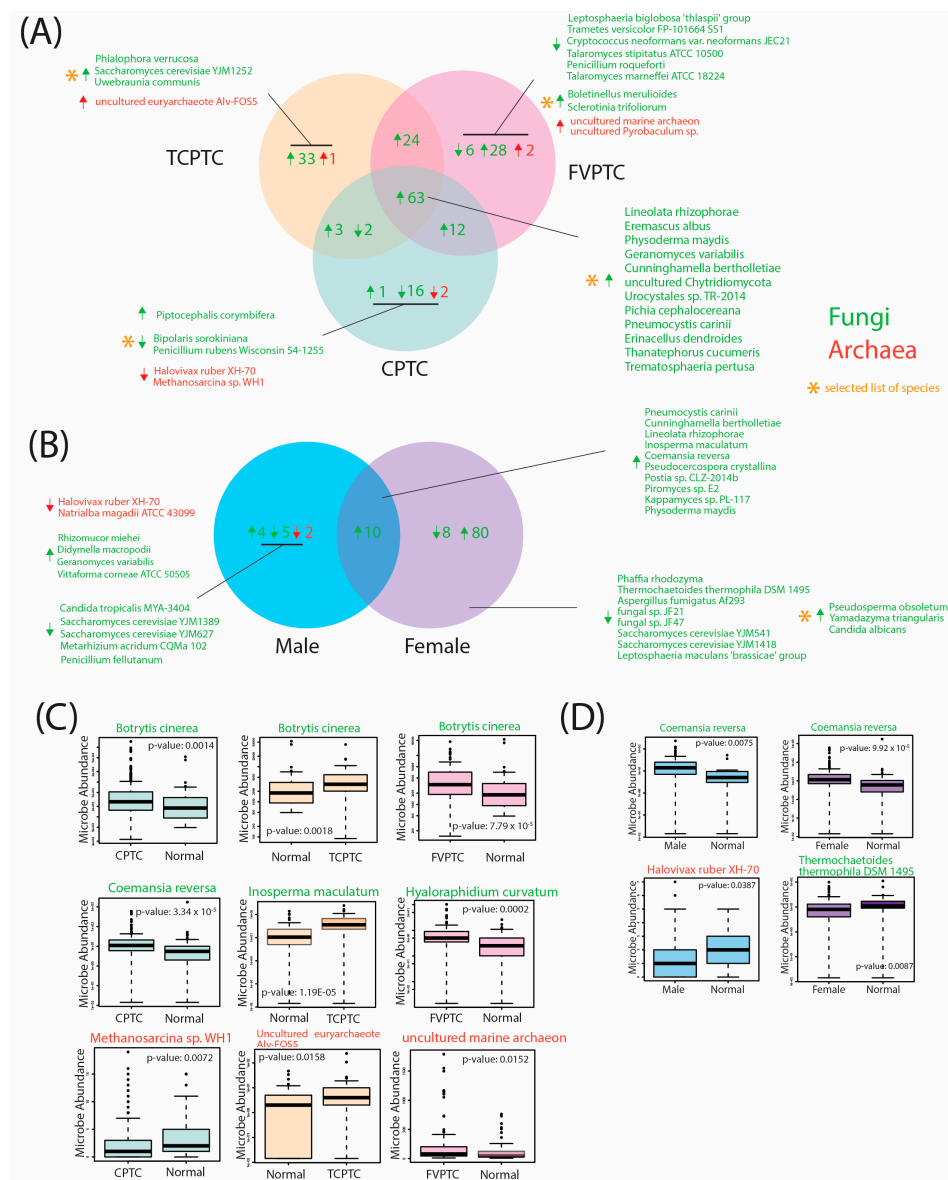 (A)
Phialophora verrucosa
Saccharomyces cerevisiae YJM1252
Uwebraunia communis
uncultured euryarchaeote Alv-FOS5
TCPTC
Leptosphaeria biglobosa 'thlaspii' group
Trametes versicolor FP-101664 SS1
Cryptococcus neoformans var. neoformans JEC21
Talaromyces stipitatus ATCC 10500
Penicillium roqueforti
Talaromyces marneffei ATCC 18224
Boletinellus merulioides
Sclerotinia trifoliorum
uncultured marine archaeon
uncultured Pyrobaculum sp.
FVPTC
↑33 ↑1
↑24
↓6 ↑28 ↑2
↑63
↑3 ↓2
↑12
↑1 ↓16 ↓2
CPTC
Lineolata rhizophorae
Eremascus albus
Physoderma maydis
Geranomyces variabilis
Cunninghamella bertholletiae
uncultured Chytridiomycota
Urocystales sp. TR-2014
Pichia cephalocereana
Pneumocystis carinii
Erinacellus dendroides
Thanatephorus cucumeris
Trematosphaeria pertusa
Piptocephalis corymbifera
Bipolaris sorokiniana
Penicillium rubens Wisconsin 54-1255
Halovivax ruber XH-70
Methanosarcina sp. WH1
Fungi
Archaea
* selected list of species
(B)
Halovivax ruber XH-70
Natrialba magadii ATCC 43099
Rhizomucor miehei
Didymella macropodii
Geranomyces variabilis
Vittaforma corneae ATCC 50505
Candida tropicalis MYA-3404
Saccharomyces cerevisiae YJM1389
Saccharomyces cerevisiae YJM627
Metarhizium acridum CQMa 102
Penicillium fellutanum
↑4 ↓5 ↓2
↑10
↓8 ↑80
Male
Female
Pneumocystis carinii
Cunninghamella bertholletiae
Lineolata rhizophorae
Inosperma maculatum
Coemansia reversa
Pseudocercospora crystallina
Postia sp. CLZ-2014b
Piromyces sp. E2
Kappamyces sp. PL-117
Physoderma maydis
Phaffia rhodozyma
Thermochaetoides thermophila DSM 1495
Aspergillus fumigatus Af293
fungal sp. JF21
fungal sp. JF47
Saccharomyces cerevisiae YJM541
Saccharomyces cerevisiae YJM1418
Leptosphaeria maculans 'brassicae' group
Pseudosperma obsoletum
Yamadazyma triangularis
Candida albicans
(C)
Botrytis cinerea
Microbe Abundance
p-value: 0.0014
CPTC Normal
Botrytis cinerea
Microbe Abundance
p-value: 0.0018
Normal TCPTC
Botrytis cinerea
Microbe Abundance
p-value: 7.79 x 10-5
FVPTC Normal
Coemansia reversa
Microbe Abundance
p-value: 3.34 x 10-5
CPTC Normal
Inosperma maculatum
Microbe Abundance
p-value: 1.19E-05
Normal TCPTC
Hyaloraphidium curvatum
Microbe Abundance
p-value: 0.0002
FVPTC Normal
Methanosarcina sp. WH1
Microbe Abundance
p-value: 0.0072
CPTC Normal
Uncultured euryarchaeote
Alv-FOS5
Microbe Abundance
p-value: 0.0158
Normal TCPTC
uncultured marine archaeon
Microbe Abundance
p-value: 0.0152
FVPTC Normal
(D)
Coemansia reversa
Microbe Abundance
p-value: 0.0075
Male Normal
Coemansia reversa
Microbe Abundance
p-value: 9.92 x 10-5
Female Normal
Halovivax ruber XH-70
Microbe Abundance
p-value: 0.0387
Male Normal
Thermochaetoides
thermophila DSM 1495
Microbe Abundance
p-value: 0.0087
Female Normal